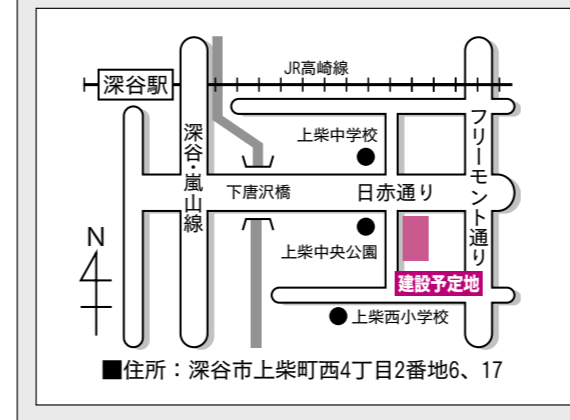 JR高崎線
深谷駅
フリーモント通り
深谷・嵐山線
上柴中学校
下唐沢橋
日赤通り
N
上柴中央公園
建設予定地
上柴西小学校
■住所：深谷市上柴町西4丁目2番地6、17